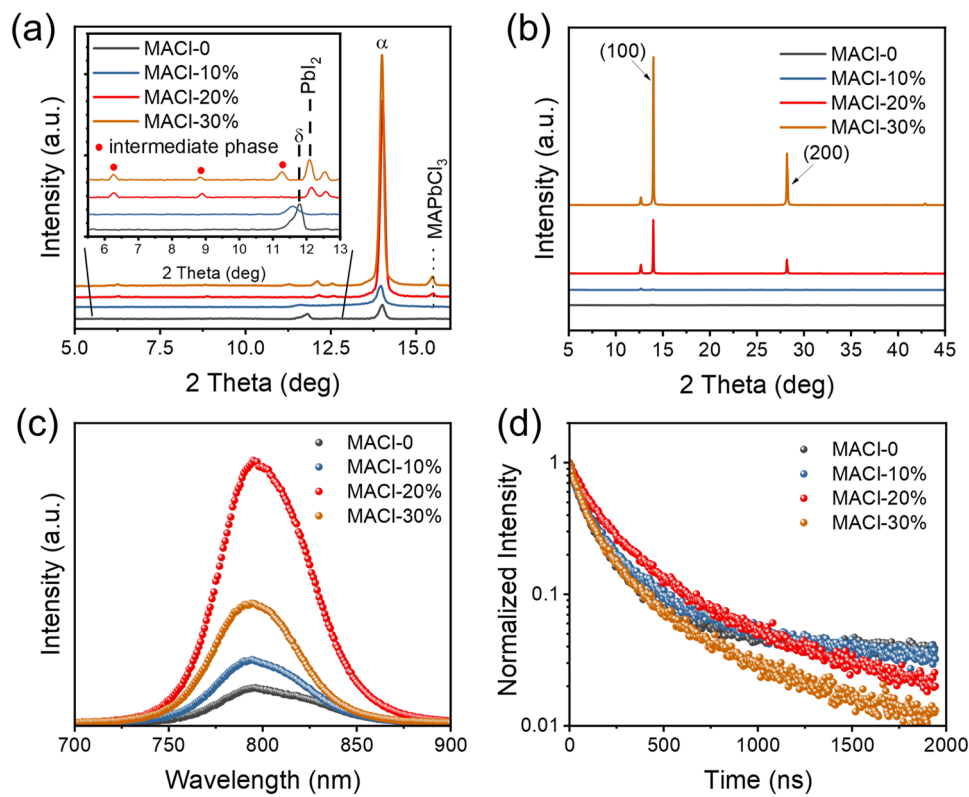 (a)
MACl-0
MACl-10%
MACl-20%
MACl-30%
intermediate phase
δ
PbI2
5 6 7 8 9 10 11 12 13
2 Theta (deg)
α
MAPbCl3
Intensity (a.u.)
5.0 7.5 10.0 12.5 15.0
2 Theta (deg)
(b)
(100)
(200)
MACl-0
MACl-10%
MACl-20%
MACl-30%
Intensity (a.u.)
5 15 25 35 45
2 Theta (deg)
(c)
MACl-0
MACl-10%
MACl-20%
MACl-30%
Intensity (a.u.)
700 750 800 850 900
Wavelength (nm)
(d)
MACl-0
MACl-10%
MACl-20%
MACl-30%
Normalized Intensity
1
0.1
0.01
0 500 1000 1500 2000
Time (ns)